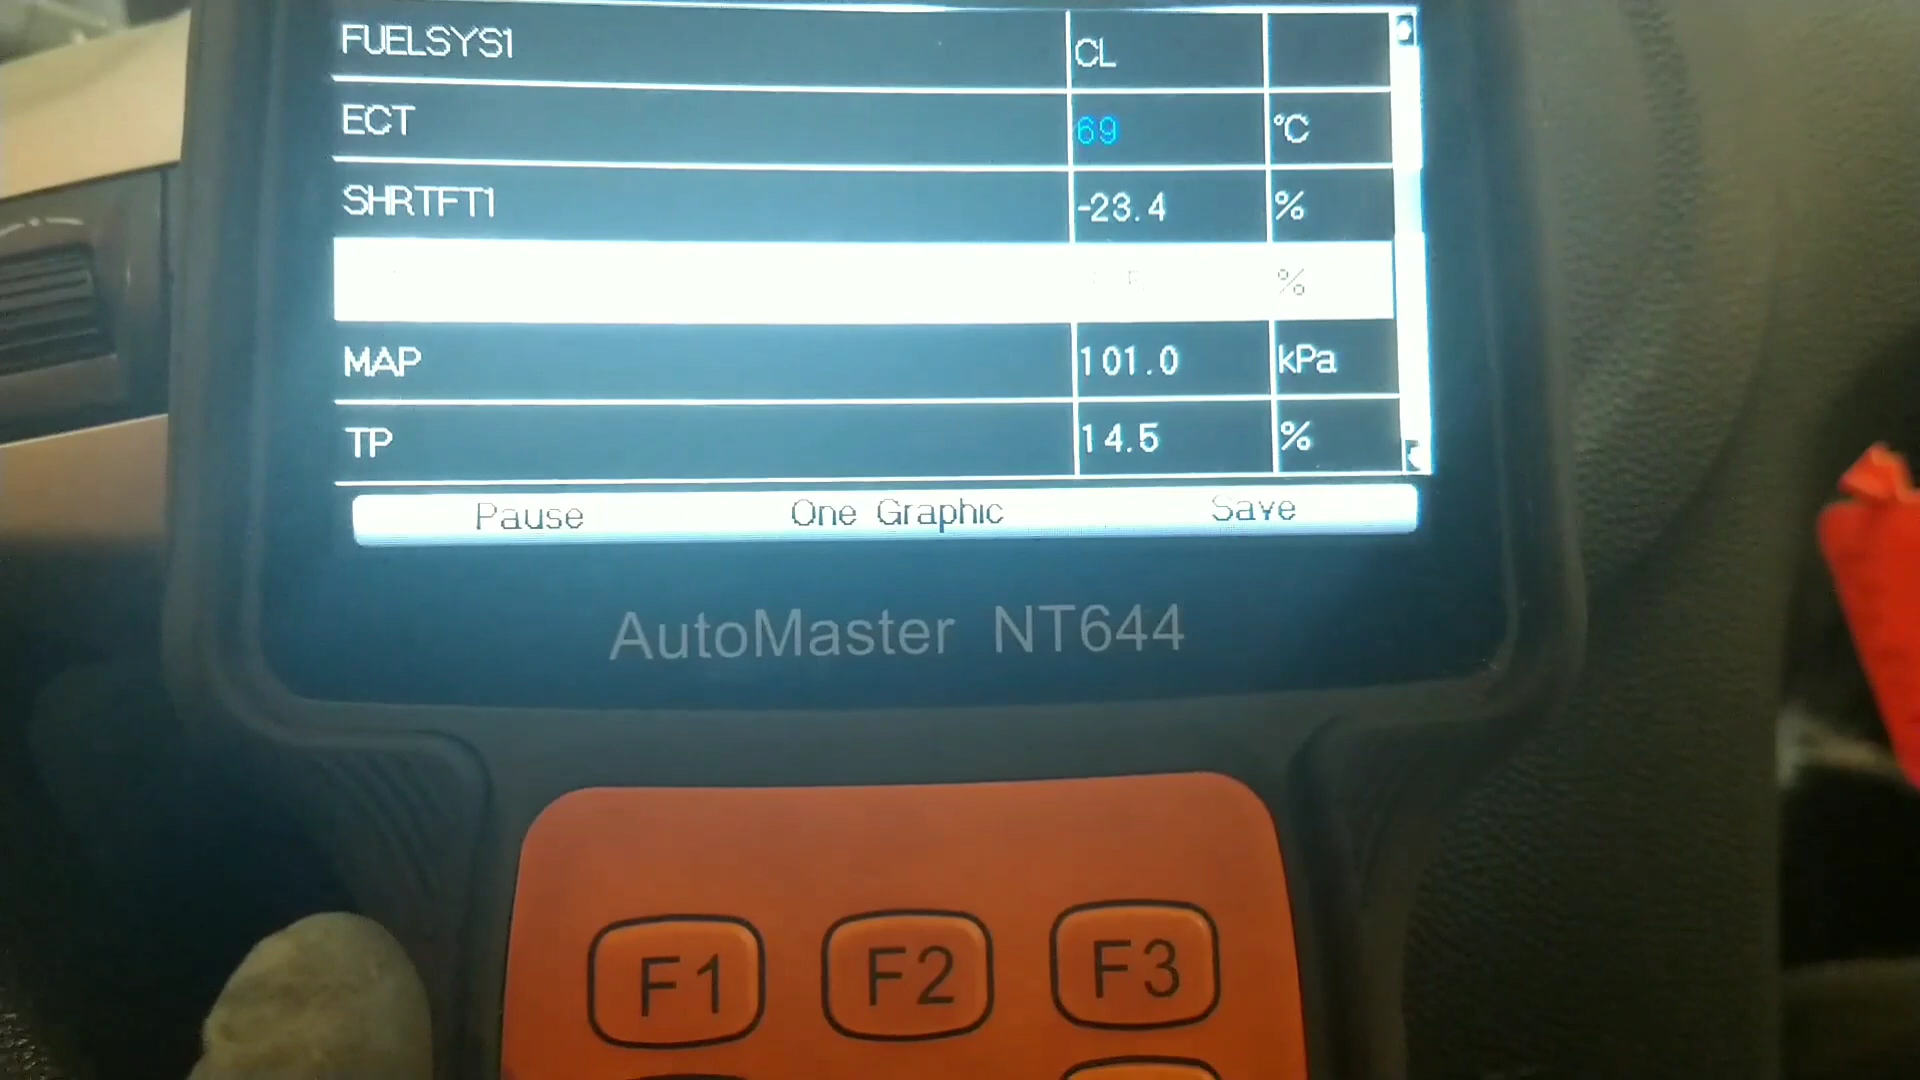 FUELSYS1 CL
ECT 69 °C
SHRTFT1 -23.4 %
%
MAP 101.0 kPa
TP 14.5 %
Pause One Graphic Save
AutoMaster NT644
F1 F2 F3